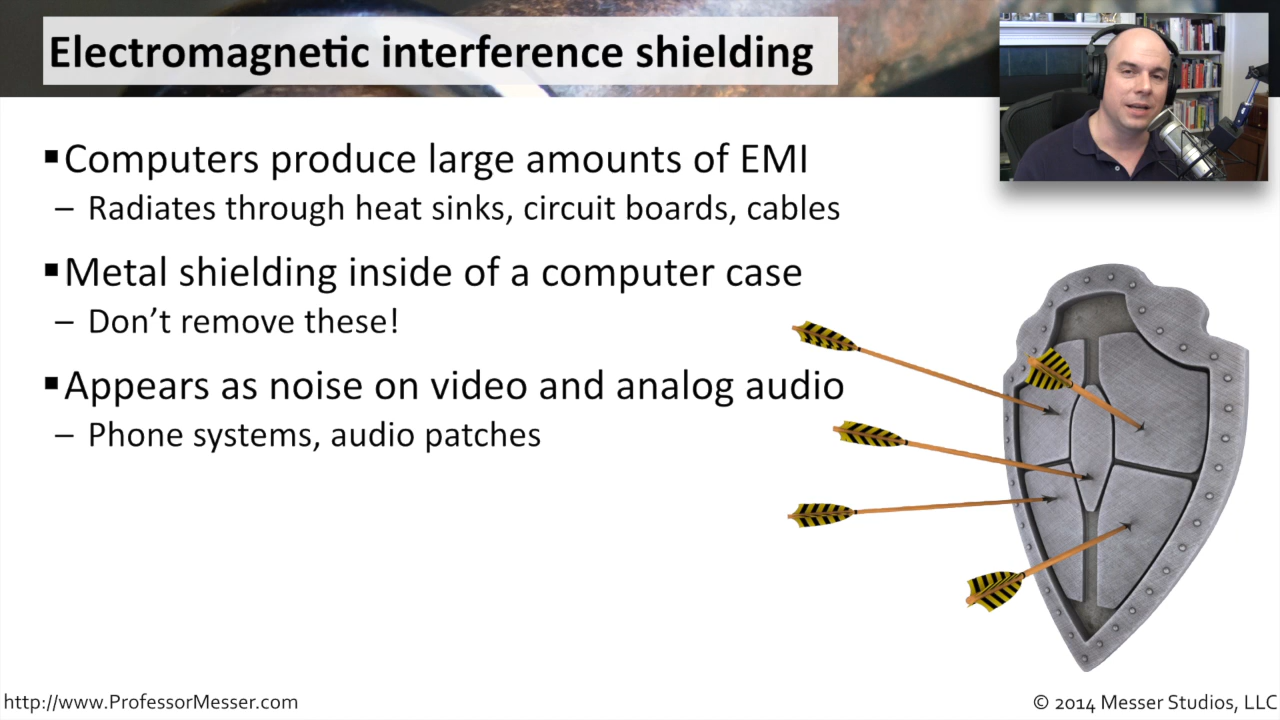 Electromagnetic interference shielding
▪Computers produce large amounts of EMI
– Radiates through heat sinks, circuit boards, cables
▪Metal shielding inside of a computer case
– Don’t remove these!
▪Appears as noise on video and analog audio
– Phone systems, audio patches
http://www.ProfessorMesser.com
© 2014 Messer Studios, LLC